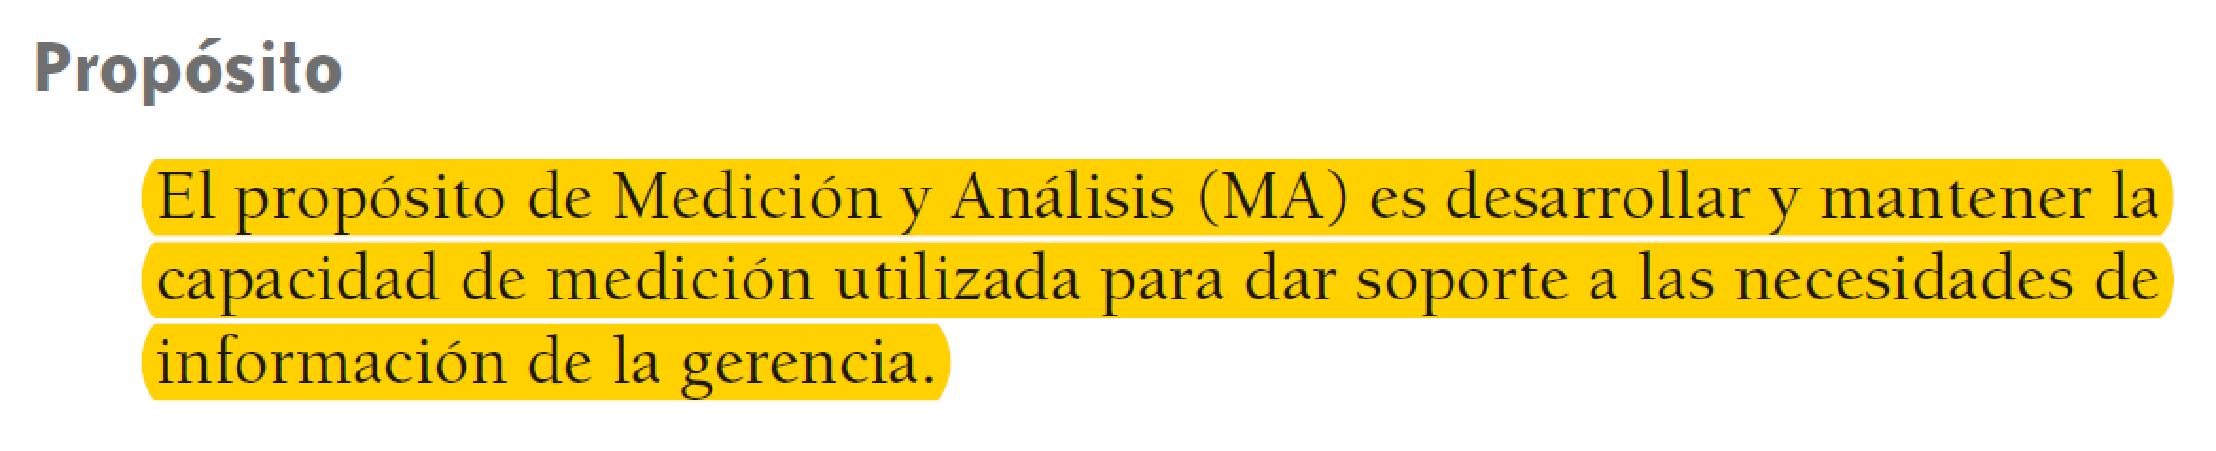 Propósito
El propósito de Medición y Análisis (MA) es desarrollar y mantener la
capacidad de medición utilizada para dar soporte a las necesidades de
información de la gerencia.